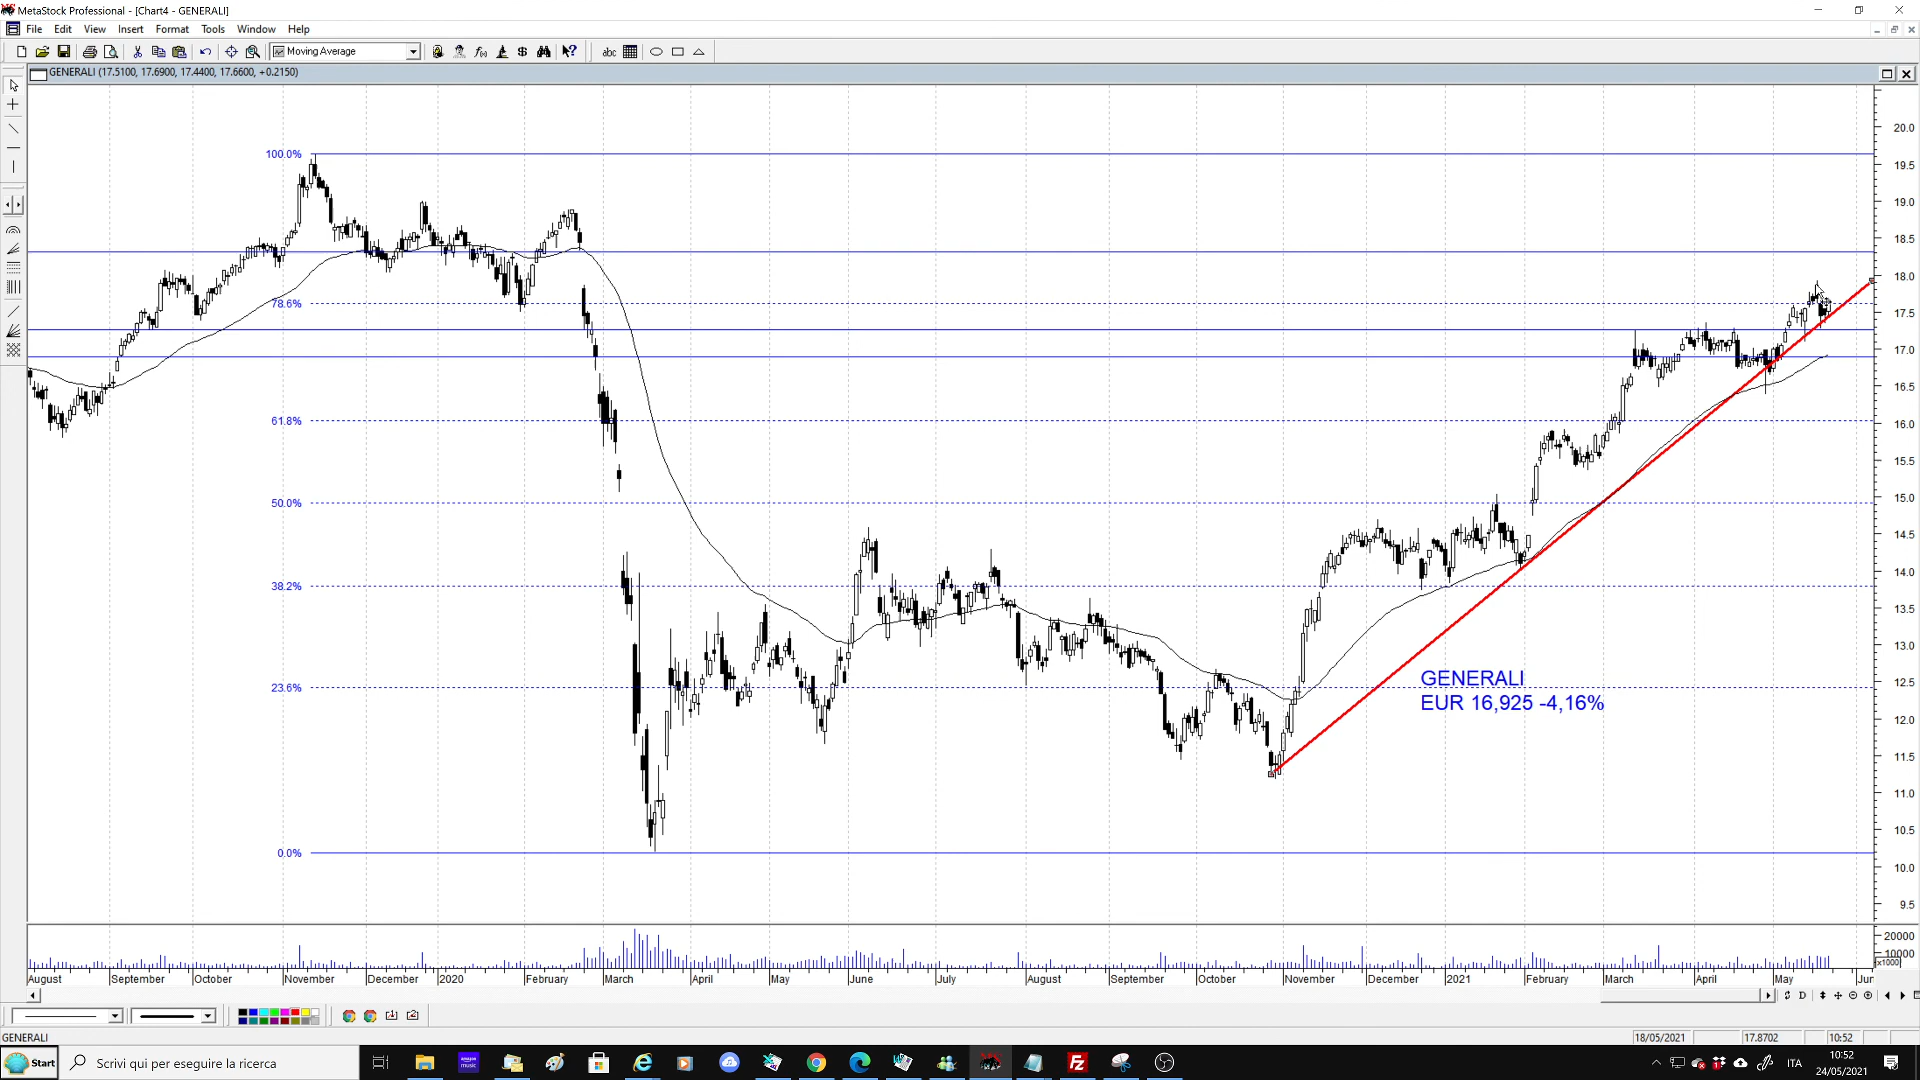 MetaStock Professional - [Chart4 - GENERALI]
File Edit View Insert Format Tools Window Help
Moving Average
abc
GENERALI (17.5100, 17.6900, 17.4400, 17.6600, +0.2150)
100.0%
78.6%
61.8%
50.0%
38.2%
23.6%
0.0%
20.0
19.5
19.0
18.5
18.0
17.5
17.0
16.5
16.0
15.5
15.0
14.5
14.0
13.5
13.0
12.5
12.0
11.5
11.0
10.5
10.0
9.5
GENERALI
EUR 16,925 -4,16%
20000
10000
x1000
August September October November December 2020 February March April May June July August September October November December 2021 February March April May Jun
D
GENERALI
18/05/2021 17.8702 10:52
Start
Scrivi qui per eseguire la ricerca
ITA
10:52
24/05/2021